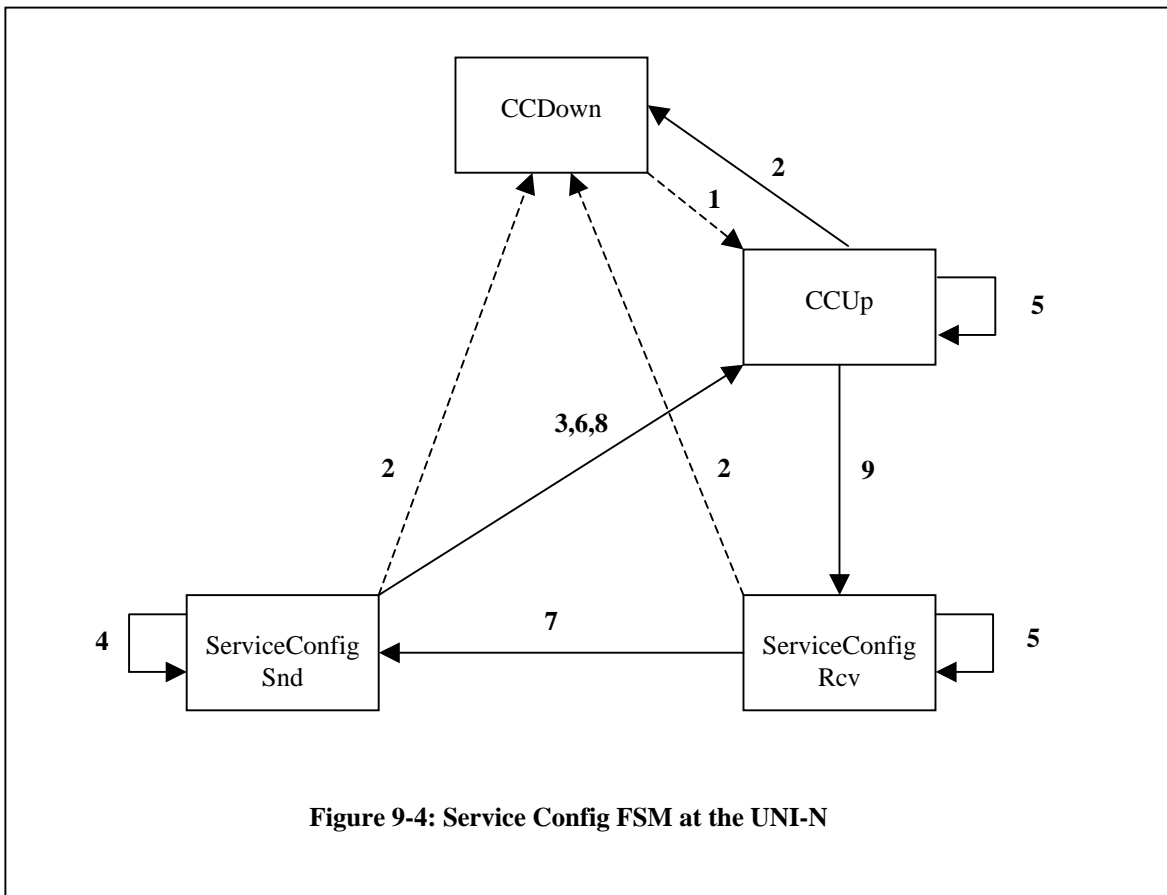 CCDown
2
1
CCUp
5
3,6,8
2
2
9
7
4
ServiceConfig
Snd
ServiceConfig
Rcv
5
Figure 9-4: Service Config FSM at the UNI-N